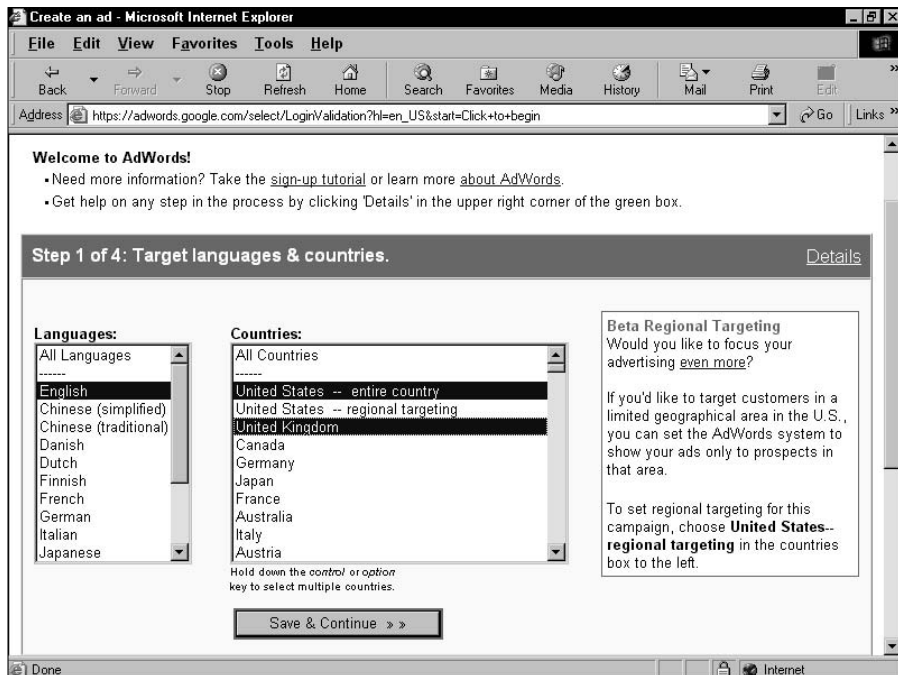 Create an ad - Microsoft Internet Explorer
File Edit View Favorites Tools Help
Back Forward Stop Refresh Home Search Favorites Media History Mail Print Edit »
Address https://adwords.google.com/select/LoginValidation?hl=en_US&start=Click+to+begin Go Links »
Welcome to AdWords!
▪ Need more information? Take the sign-up tutorial or learn more about AdWords.
▪ Get help on any step in the process by clicking 'Details' in the upper right corner of the green box.
Step 1 of 4: Target languages & countries. Details
Languages:
All Languages
------
English
Chinese (simplified)
Chinese (traditional)
Danish
Dutch
Finnish
French
German
Italian
Japanese
Countries:
All Countries
------
United States -- entire country
United States -- regional targeting
United Kingdom
Canada
Germany
Japan
France
Australia
Italy
Austria
Hold down the control or option
key to select multiple countries.
Save & Continue » »
Beta Regional Targeting
Would you like to focus your
advertising even more?
If you'd like to target customers in a
limited geographical area in the U.S.,
you can set the AdWords system to
show your ads only to prospects in
that area.
To set regional targeting for this
campaign, choose United States--
regional targeting in the countries
box to the left.
Done Internet